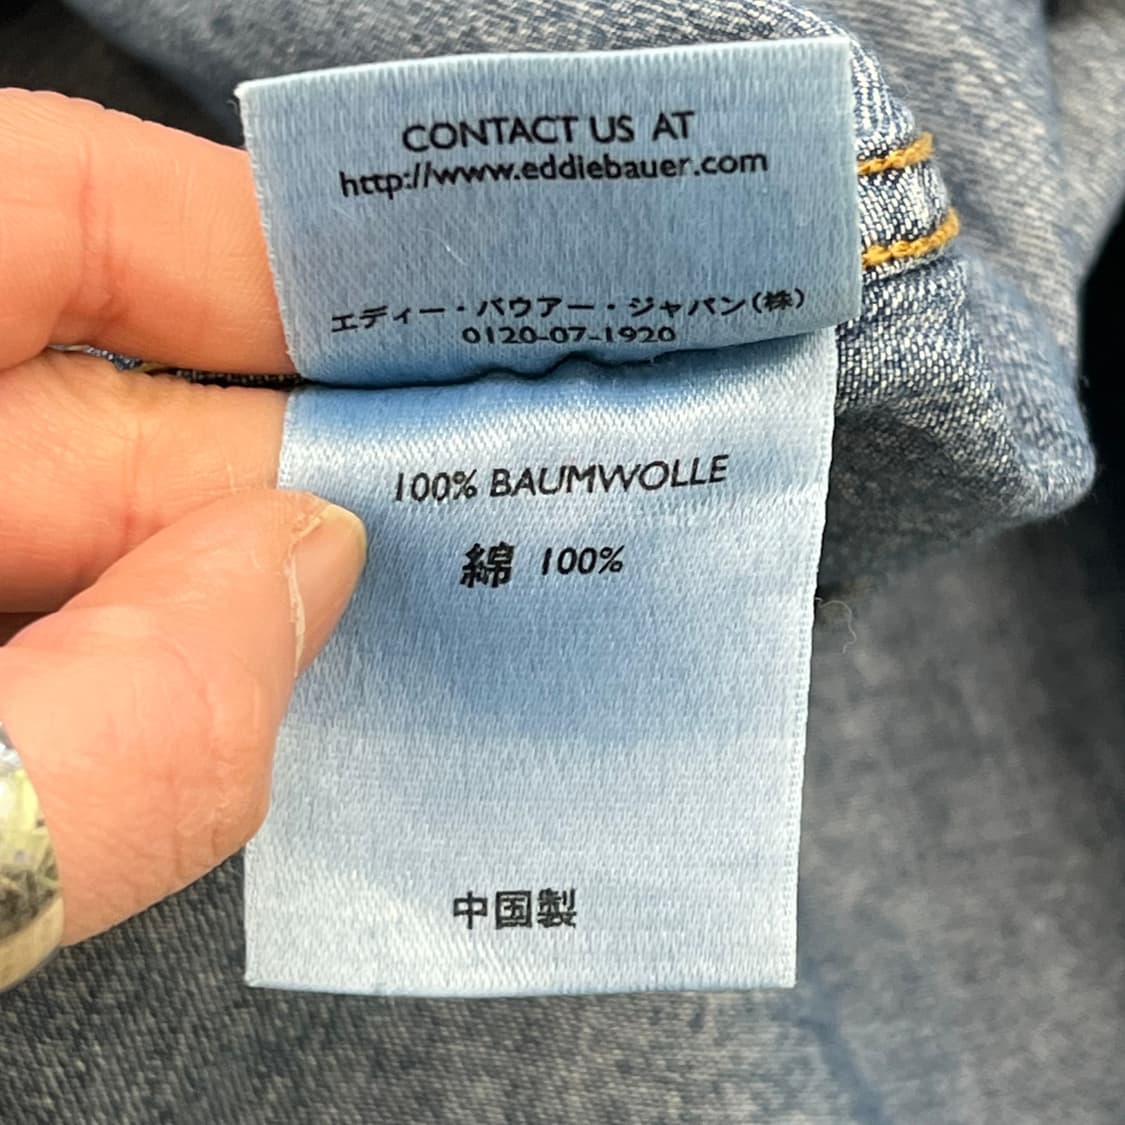 CONTACT US AT
http://www.eddiebauer.com
エディー・バウアー・ジャパン(株)
0120-07-1920
100% BAUMWOLLE
綿 100%
中国製